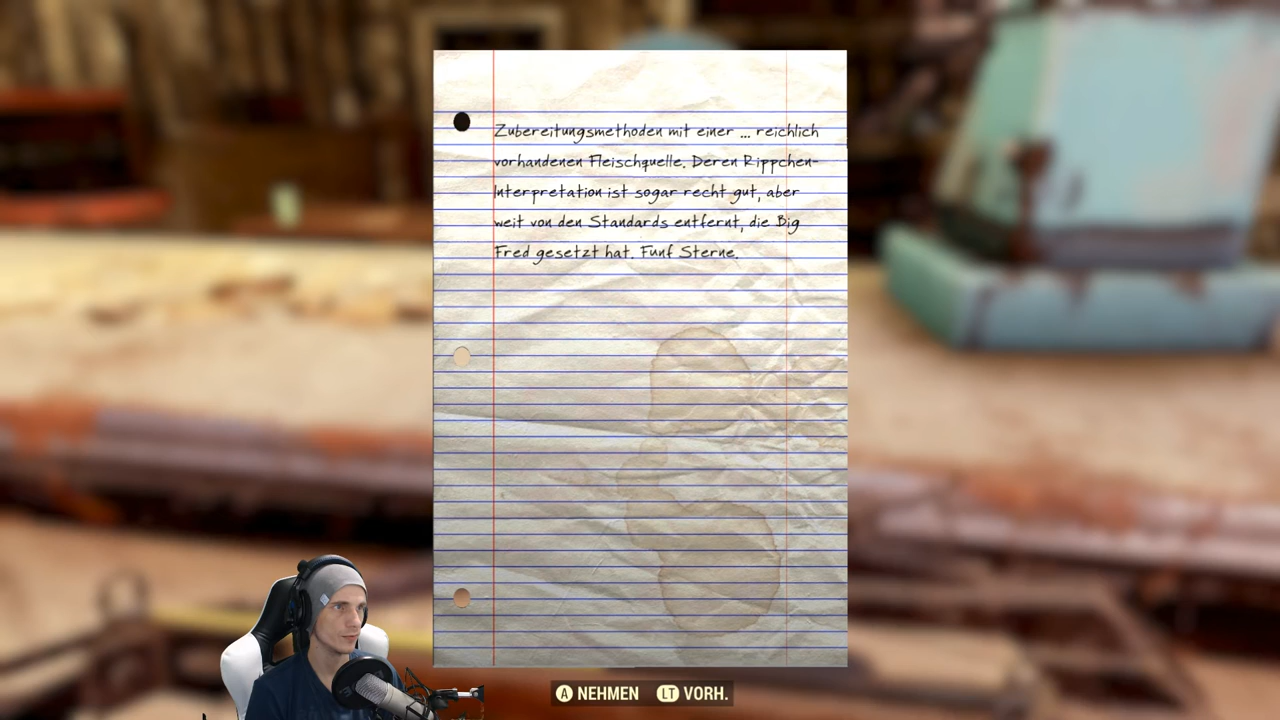 Zubereitungsmethoden mit einer ... reichlich
vorhandenen Fleischquelle. Deren Rippchen-
Interpretation ist sogar recht gut, aber
weit von den Standards entfernt, die Big
Fred gesetzt hat. Fünf Sterne.
A NEHMEN LT VORH.